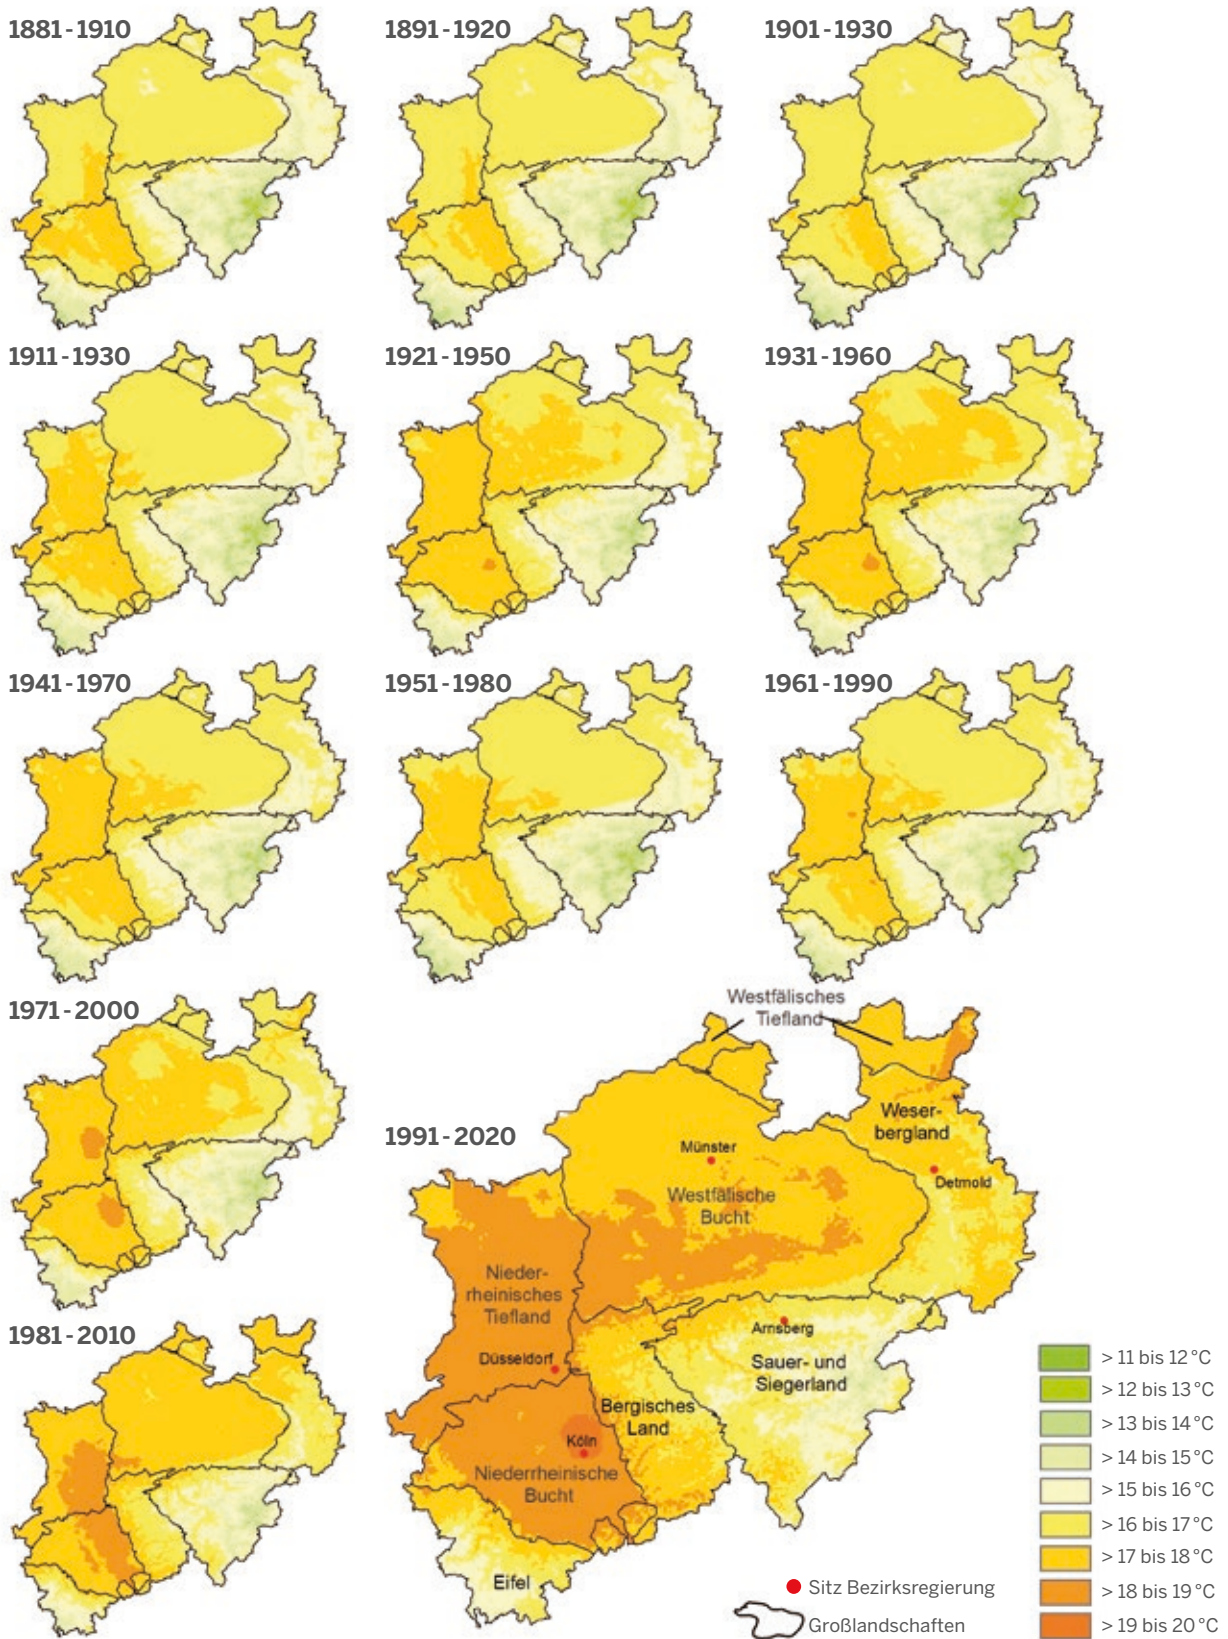 1881 - 1910
1891 - 1920
1901 - 1930
1911 - 1930
1921 - 1950
1931 - 1960
1941 - 1970
1951 - 1980
1961 - 1990
1971 - 2000
1981 - 2010
1991 - 2020
Westfälisches
Tiefland
Weser-
bergland
Münster
Detmold
Westfälische
Bucht
Nieder-
rheinisches
Tiefland
Arnsberg
Düsseldorf
Sauer- und
Siegerland
Bergisches
Land
Köln
Niederrheinische
Bucht
Eifel
Sitz Bezirksregierung
Großlandschaften
> 11 bis 12 °C
> 12 bis 13 °C
> 13 bis 14 °C
> 14 bis 15 °C
> 15 bis 16 °C
> 16 bis 17 °C
> 17 bis 18 °C
> 18 bis 19 °C
> 19 bis 20 °C